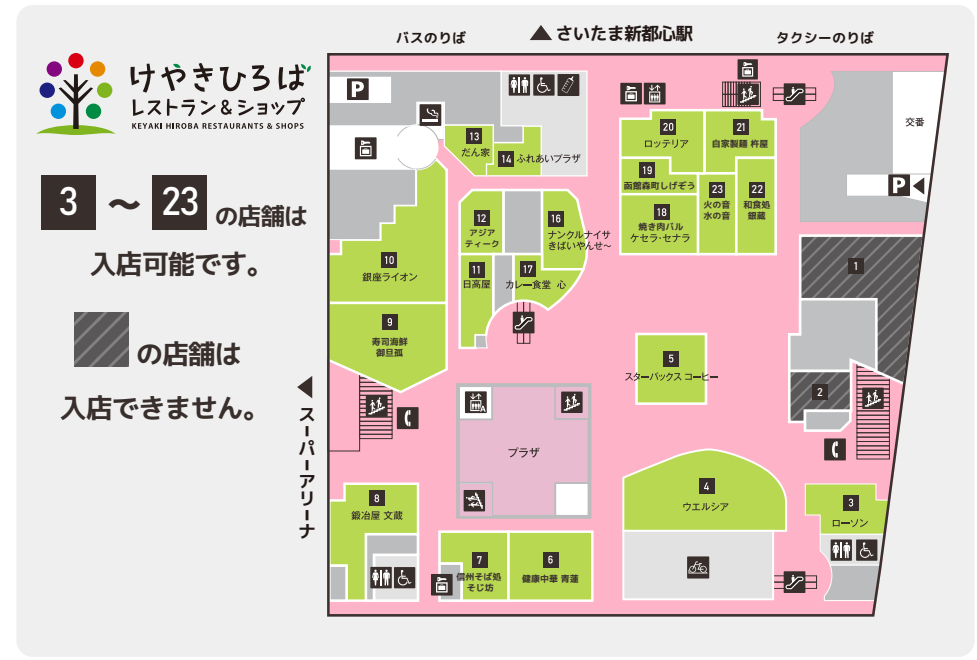 バスのりば
さいたま新都心駅
タクシーのりば
けやきひろば
レストラン&ショップ
KEYAKI HIROBA RESTAURANTS & SHOPS
3 〜 23 の店舗は
入店可能です。
の店舗は
入店できません。
スーパーアリーナ
P
13
だん家
14 ふれあいプラザ
20
ロッテリア
21
自家製麺 杵屋
交番
P
19
函館森町しげぞう
18
焼き肉バル
ケセラ・セナラ
23
火の音
水の音
22
和食処
銀蔵
12
アジア
ティーク
16
ナンクルナイサ
きばいやんせ〜
10
銀座ライオン
11
日高屋
17
カレー食堂 心
1
9
寿司海鮮
御旦孤
5
スターバックス コーヒー
2
A
プラザ
4
ウエルシア
3
ローソン
8
鍛冶屋 文蔵
7
信州そば処
そじ坊
6
健康中華 青蓮